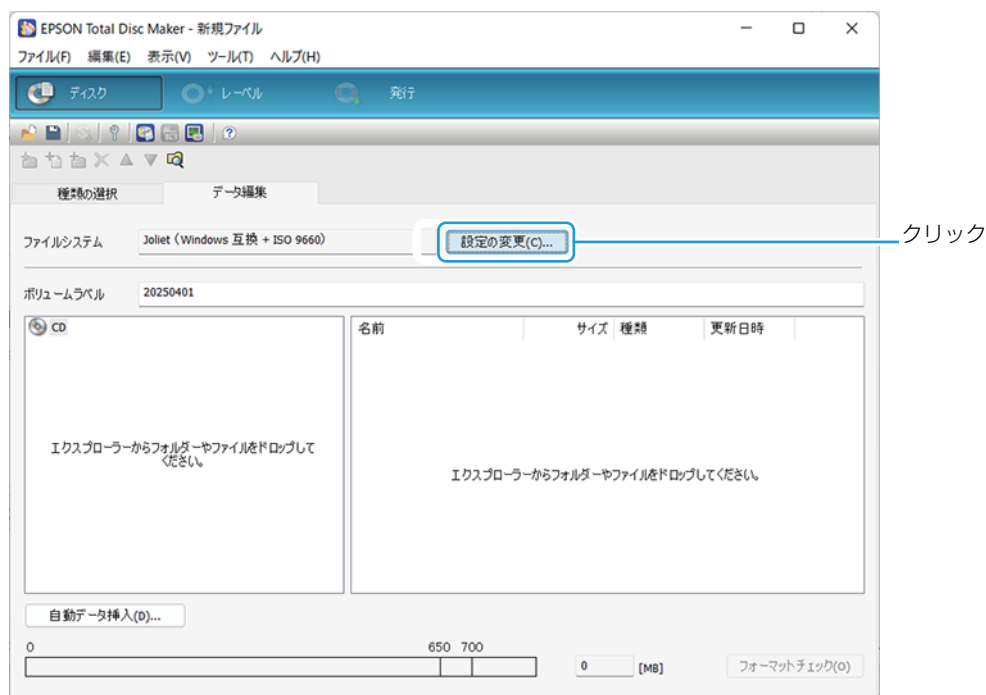 EPSON Total Disc Maker - 新規ファイル
ファイル(F) 編集(E) 表示(V) ツール(T) ヘルプ(H)
ディスク レーベル 発行
種類の選択 データ編集
ファイルシステム Joliet (Windows 互換 + ISO 9660) 設定の変更(C)...
クリック
ボリュームラベル 20250401
CD
名前 サイズ 種類 更新日時
エクスプローラーからフォルダーやファイルをドロップして
ください。
エクスプローラーからフォルダーやファイルをドロップしてください。
自動データ挿入(D)...
0 650 700
0 [MB] フォーマットチェック(O)